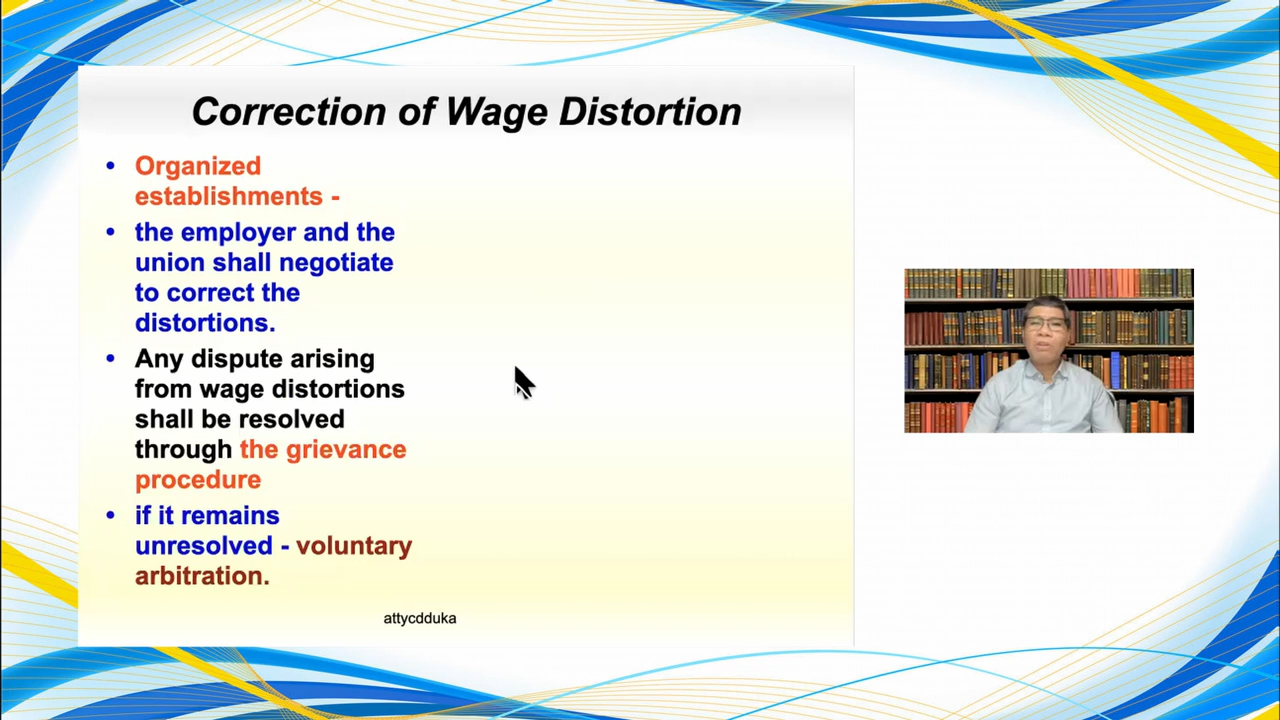 Correction of Wage Distortion
• Organized
establishments -
• the employer and the
union shall negotiate
to correct the
distortions.
• Any dispute arising
from wage distortions
shall be resolved
through the grievance
procedure
• if it remains
unresolved - voluntary
arbitration.
attycdduka